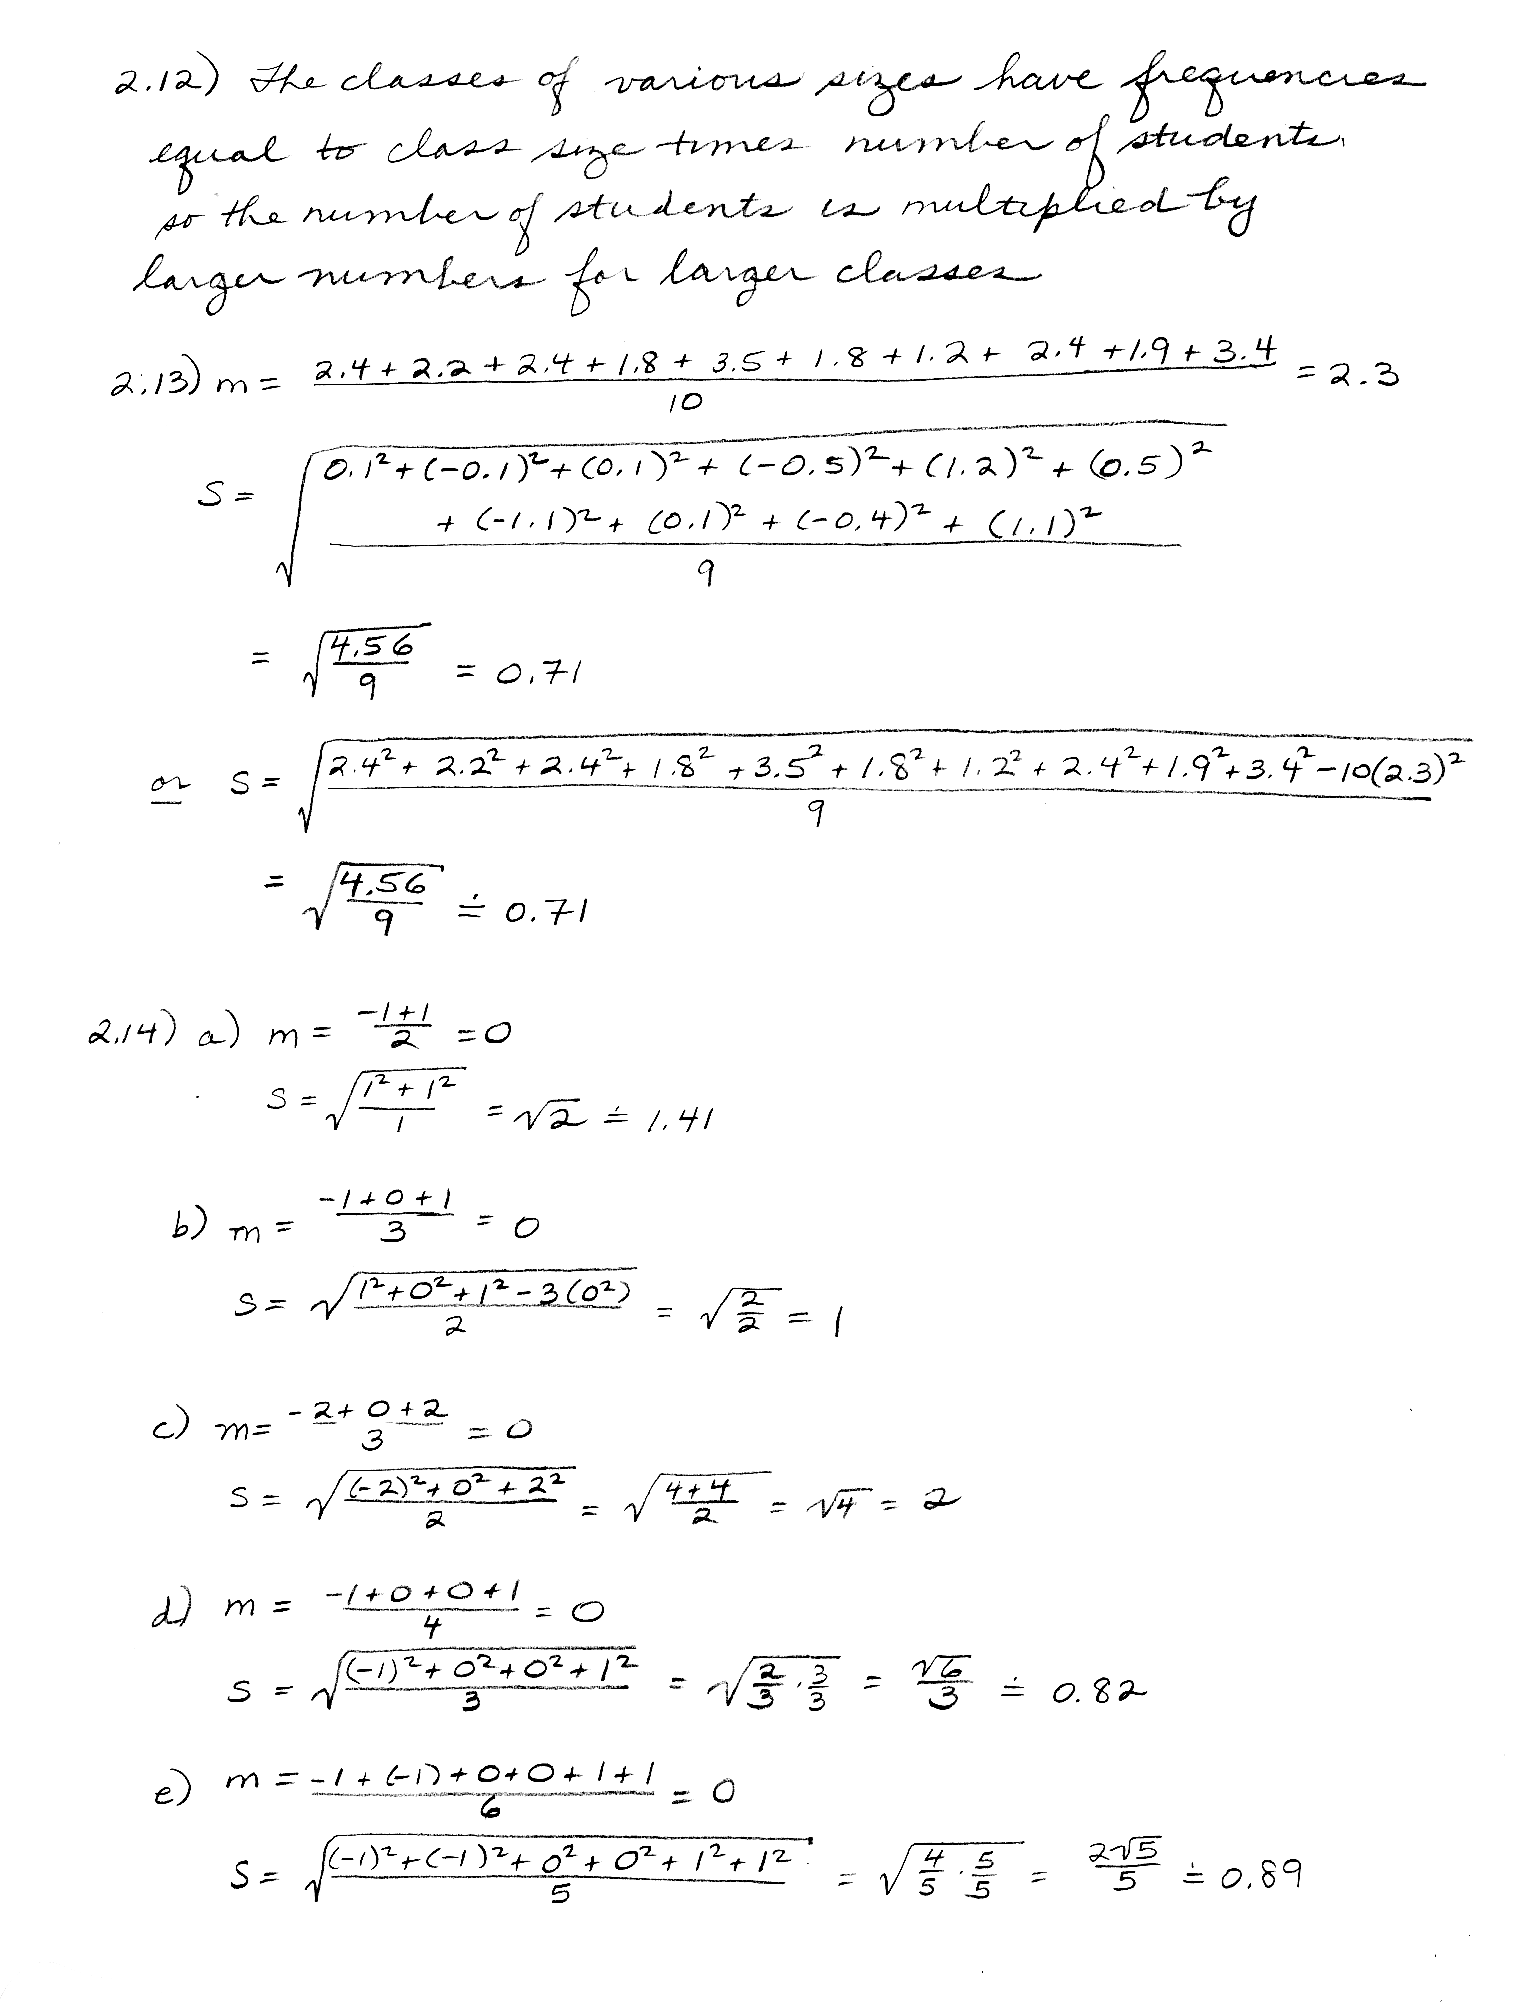 2.12) The classes of various sizes have frequencies
equal to class size times number of students,
so the number of students is multiplied by
larger numbers for larger classes
2.13) m = (2.4 + 2.2 + 2.4 + 1.8 + 3.5 + 1.8 + 1.2 + 2.4 + 1.9 + 3.4)/10 = 2.3
S = √((0.1² + (-0.1)² + (0.1)² + (-0.5)² + (1.2)² + (0.5)²
+ (-1.1)² + (0.1)² + (-0.4)² + (1.1)²)/9)
= √(4.56/9) = 0.71
or S = √((2.4² + 2.2² + 2.4² + 1.8² + 3.5² + 1.8² + 1.2² + 2.4² + 1.9² + 3.4² - 10(2.3)²)/9)
= √(4.56/9) ≐ 0.71
2.14) a) m = (-1+1)/2 = 0
S = √((1² + 1²)/1) = √2 ≐ 1.41
b) m = (-1+0+1)/3 = 0
S = √((1²+0²+1²-3(0²))/2) = √(2/2) = 1
c) m = (-2+0+2)/3 = 0
S = √(((-2)²+0²+2²)/2) = √((4+4)/2) = √4 = 2
d) m = (-1+0+0+1)/4 = 0
S = √(((-1)²+0²+0²+1²)/3) = √(2/3 · 3/3) = √6/3 ≐ 0.82
e) m = (-1+(-1)+0+0+1+1)/6 = 0
S = √(((-1)²+(-1)²+0²+0²+1²+1²)/5) = √(4/5 · 5/5) = 2√5/5 ≐ 0.89